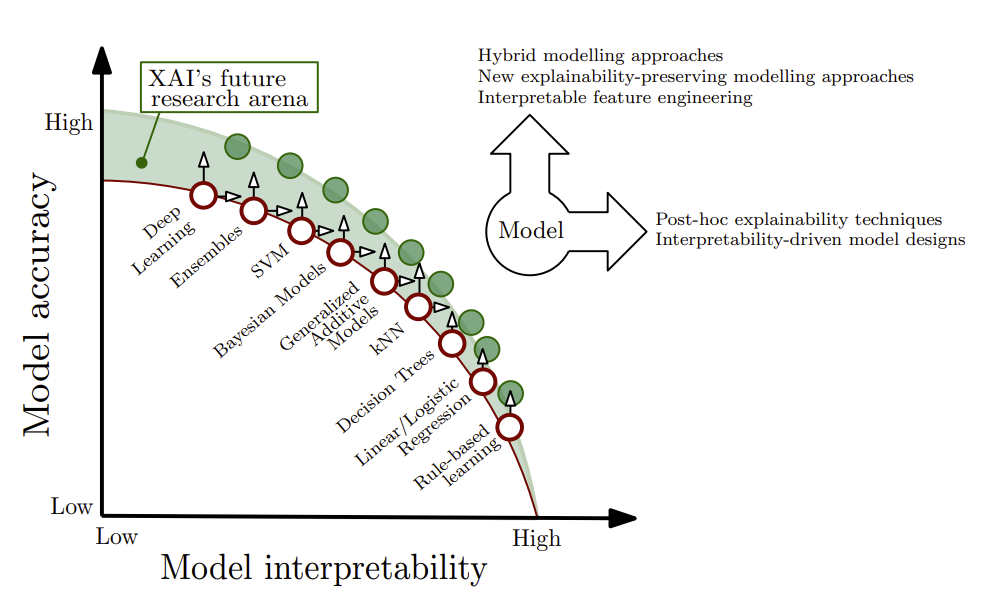 Hybrid modelling approaches
New explainability-preserving modelling approaches
Interpretable feature engineering
XAI's future
research arena
High
Model accuracy
Model
Post-hoc explainability techniques
Interpretability-driven model designs
Deep
Learning
Ensembles
SVM
Bayesian Models
Generalized
Additive
Models
kNN
Decision Trees
Linear/Logistic
Regression
Rule-based
learning
Low
Low
High
Model interpretability